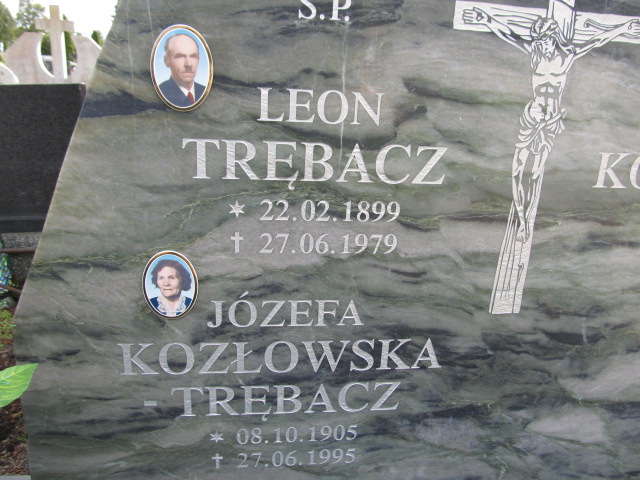 Ś.P.
LEON
TRĘBACZ
✶ 22.02.1899
✝ 27.06.1979
JÓZEFA
KOZŁOWSKA
- TRĘBACZ
✶ 08.10.1905
✝ 27.06.1995